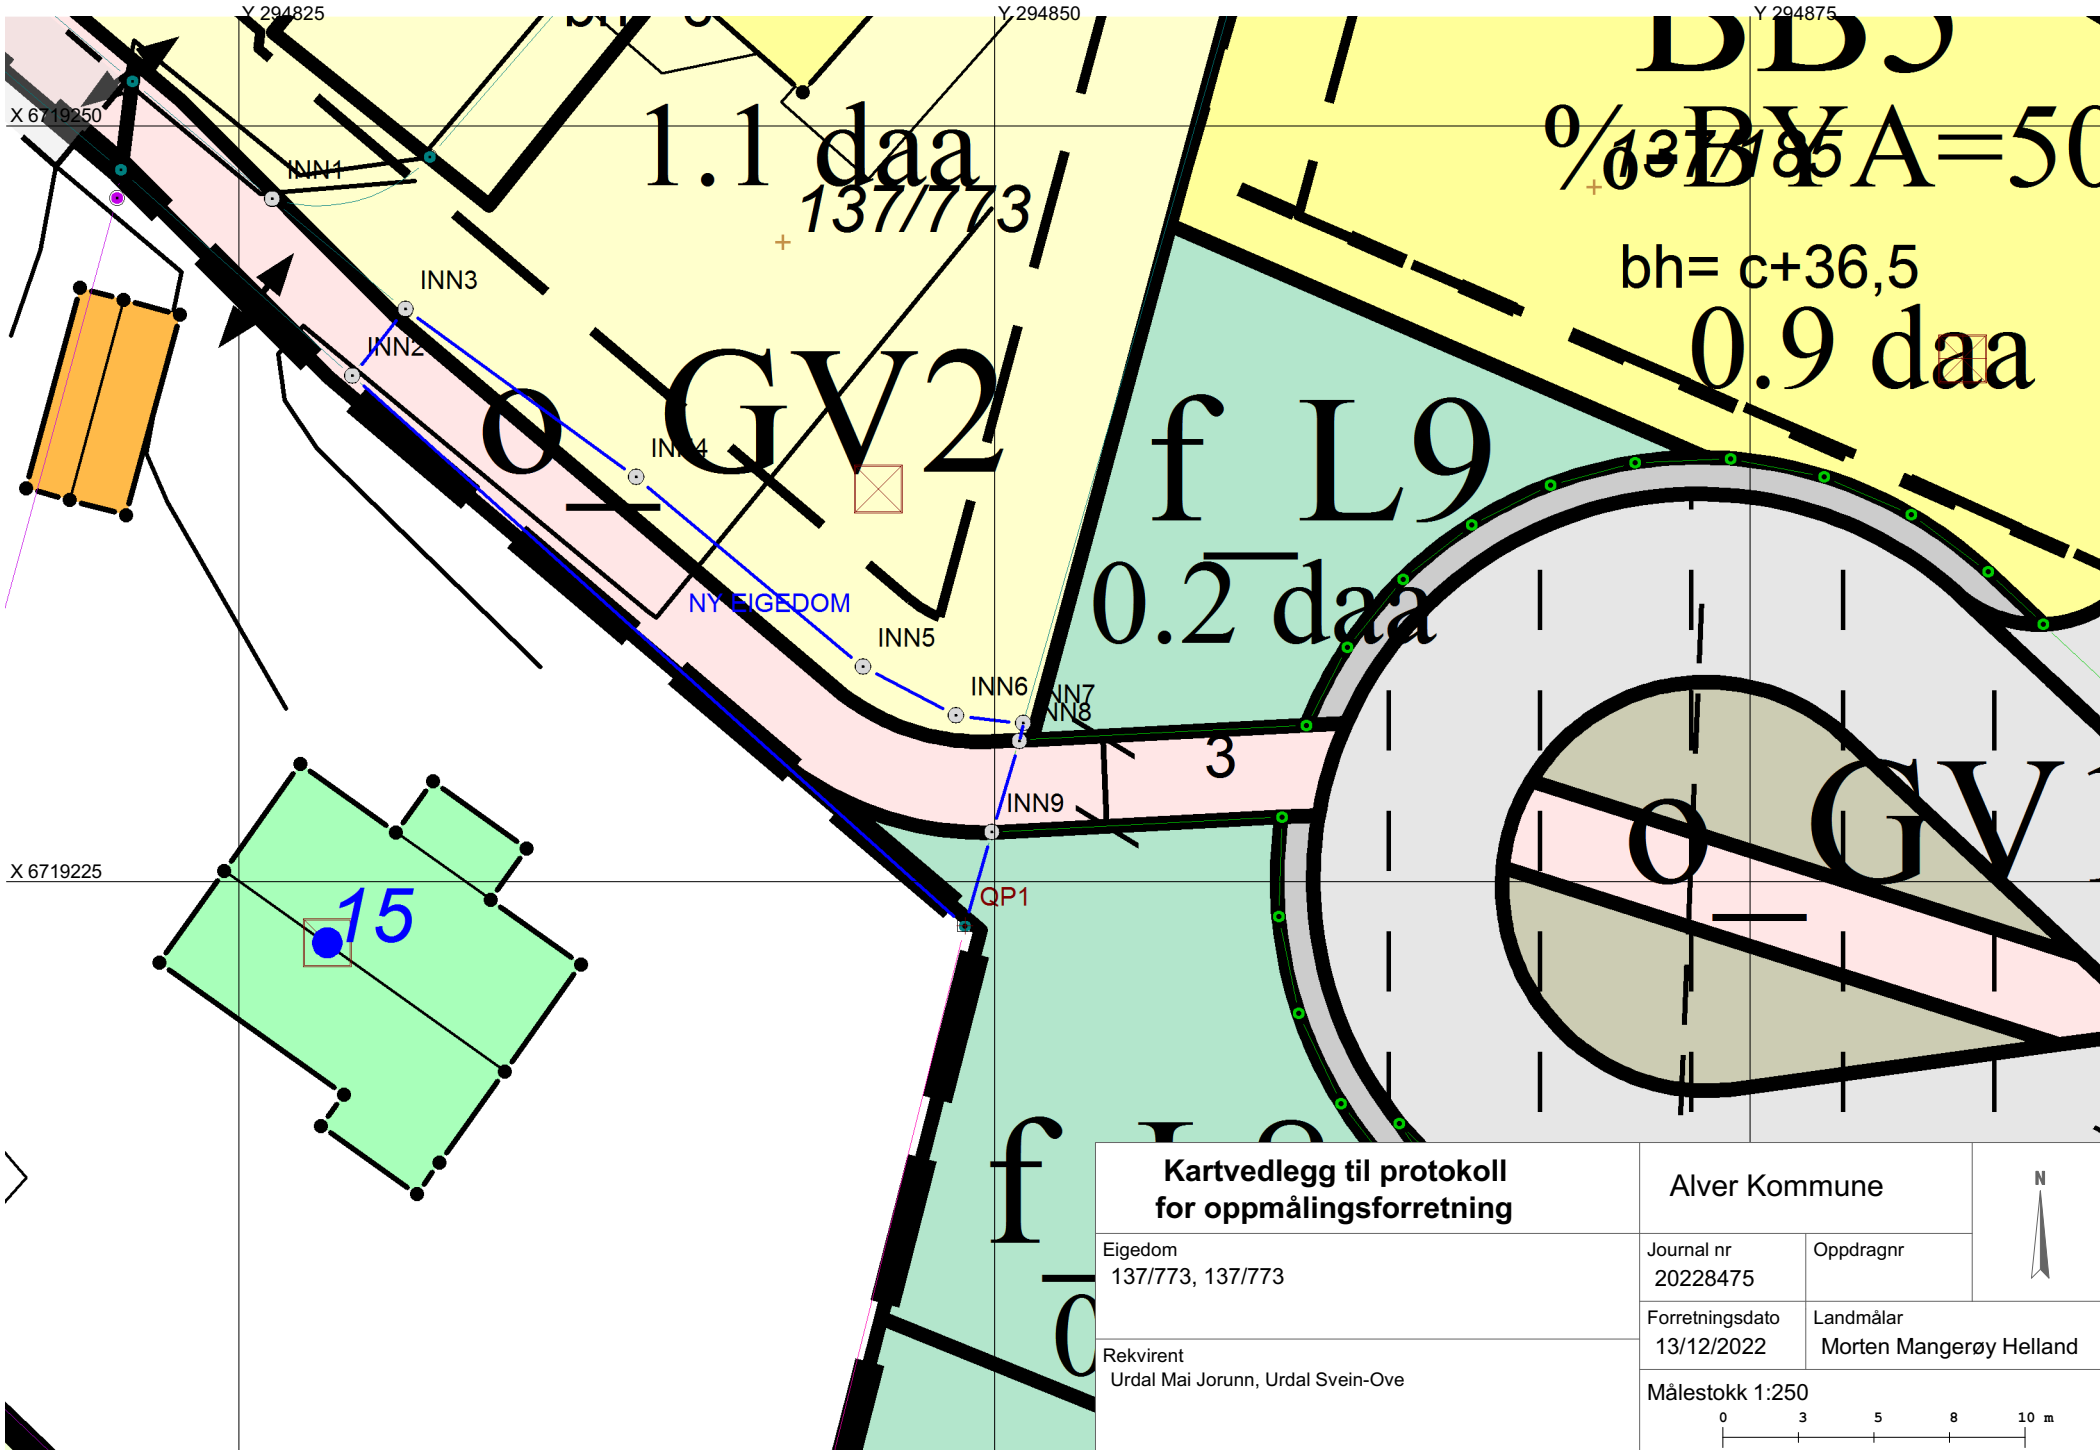 Y 294825
Y 294850
Y 294875
BB5
X 6719250
1.1 daa
137/773
% BYA=50
137/185
INN1
bh= c+36,5
0.9 daa
INN3
INN2
o_GV2
INN4
f_L9
0.2 daa
NY EIGEDOM
INN5
INN6
INN7
INN8
3
INN9
o_GV1
X 6719225
QP1
15
f
Kartvedlegg til protokoll
for oppmålingsforretning
Alver Kommune
N
Eigedom
137/773, 137/773
Journal nr
20228475
Oppdragnr
Forretningsdato
13/12/2022
Landmålar
Morten Mangerøy Helland
Rekvirent
Urdal Mai Jorunn, Urdal Svein-Ove
Målestokk 1:250
0 3 5 8 10 m